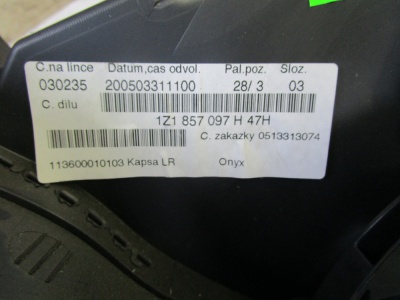 C.na lince Datum,cas odvol. Pal.poz. Sloz.
030235 200503311100 28/ 3 03
C. dilu
1Z1 857 097 H 47H
C. zakazky 0513313074
113600010103 Kapsa LR Onyx